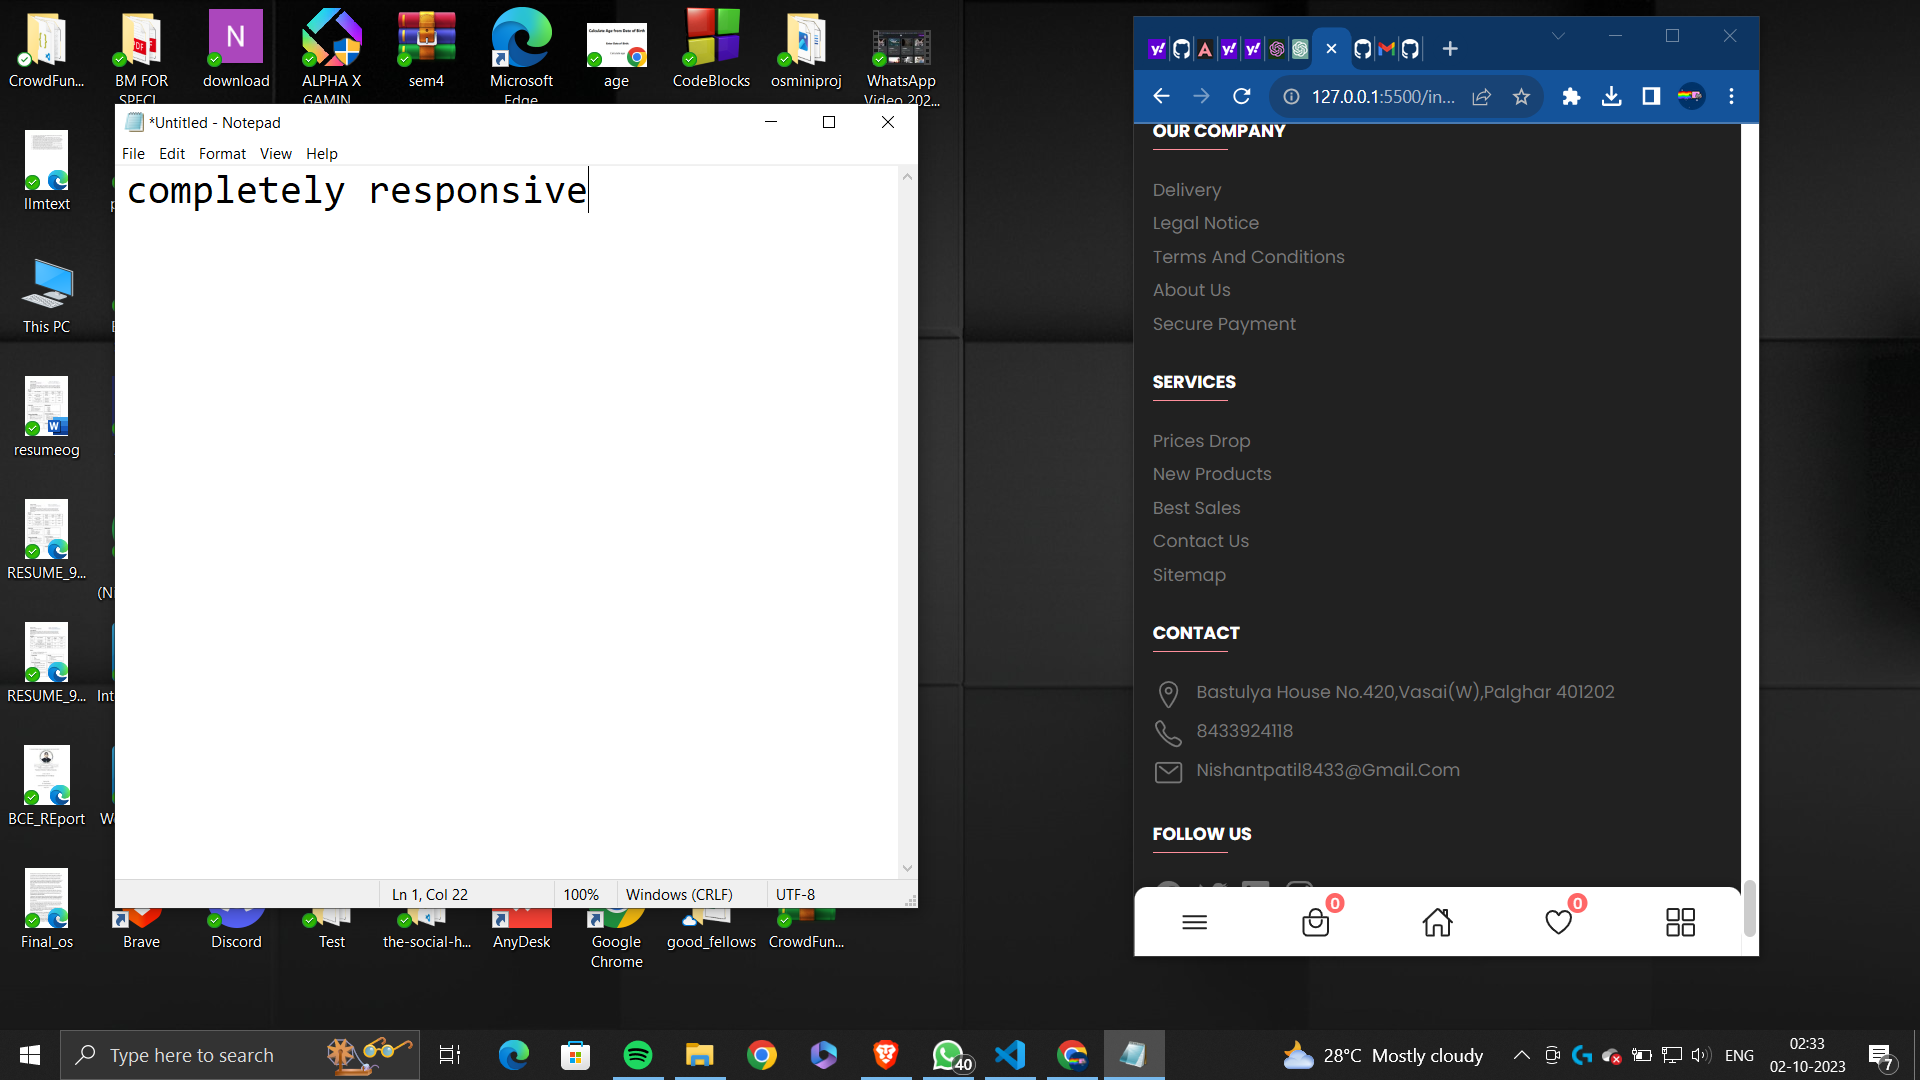 CrowdFun...
BM FOR
SPECI
download
ALPHA X
GAMIN
sem4
Microsoft
Edge
age
CodeBlocks
osminiproj
WhatsApp
Video 202...
llmtext
This PC
resumeog
RESUME_9...
RESUME_9...
BCE_REport
Final_os
*Untitled - Notepad
File Edit Format View Help
completely responsive
Ln 1, Col 22
100%
Windows (CRLF)
UTF-8
Brave
Discord
Test
the-social-h...
AnyDesk
Google
Chrome
good_fellows
CrowdFun...
127.0.0.1:5500/in...
OUR COMPANY
Delivery
Legal Notice
Terms And Conditions
About Us
Secure Payment
SERVICES
Prices Drop
New Products
Best Sales
Contact Us
Sitemap
CONTACT
Bastulya House No.420,Vasai(W),Palghar 401202
8433924118
Nishantpatil8433@Gmail.Com
FOLLOW US
0
0
Type here to search
40
28°C Mostly cloudy
ENG
02:33
02-10-2023
7